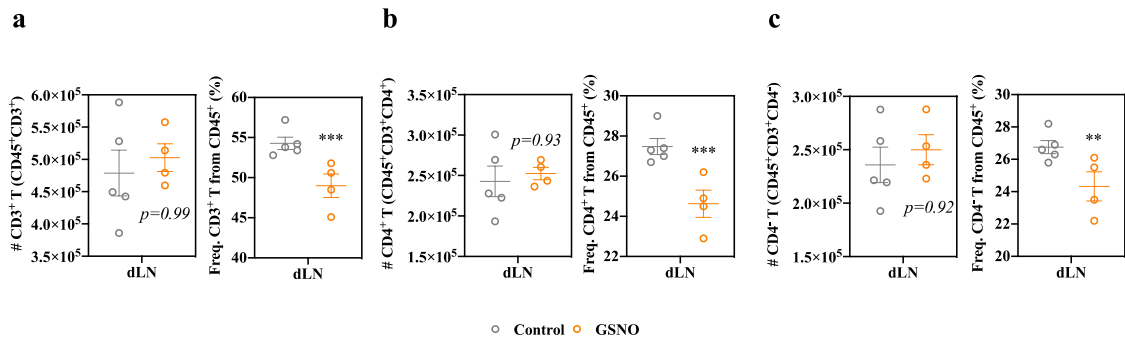 a
b
c
# CD3⁺ T (CD45⁺CD3⁺)
6.0×10⁵
5.5×10⁵
5.0×10⁵
4.5×10⁵
4.0×10⁵
3.5×10⁵
p=0.99
dLN
Freq. CD3⁺ T from CD45⁺ (%)
60
55
50
45
40
***
dLN
# CD4⁺ T (CD45⁺CD3⁺CD4⁺)
3.5×10⁵
3.0×10⁵
2.5×10⁵
2.0×10⁵
1.5×10⁵
p=0.93
dLN
Freq. CD4⁺ T from CD45⁺ (%)
30
28
26
24
22
***
dLN
# CD4⁻ T (CD45⁺CD3⁺CD4⁻)
3.0×10⁵
2.5×10⁵
2.0×10⁵
1.5×10⁵
p=0.92
dLN
Freq. CD4⁻ T from CD45⁺ (%)
30
28
26
24
22
20
**
dLN
Control
GSNO